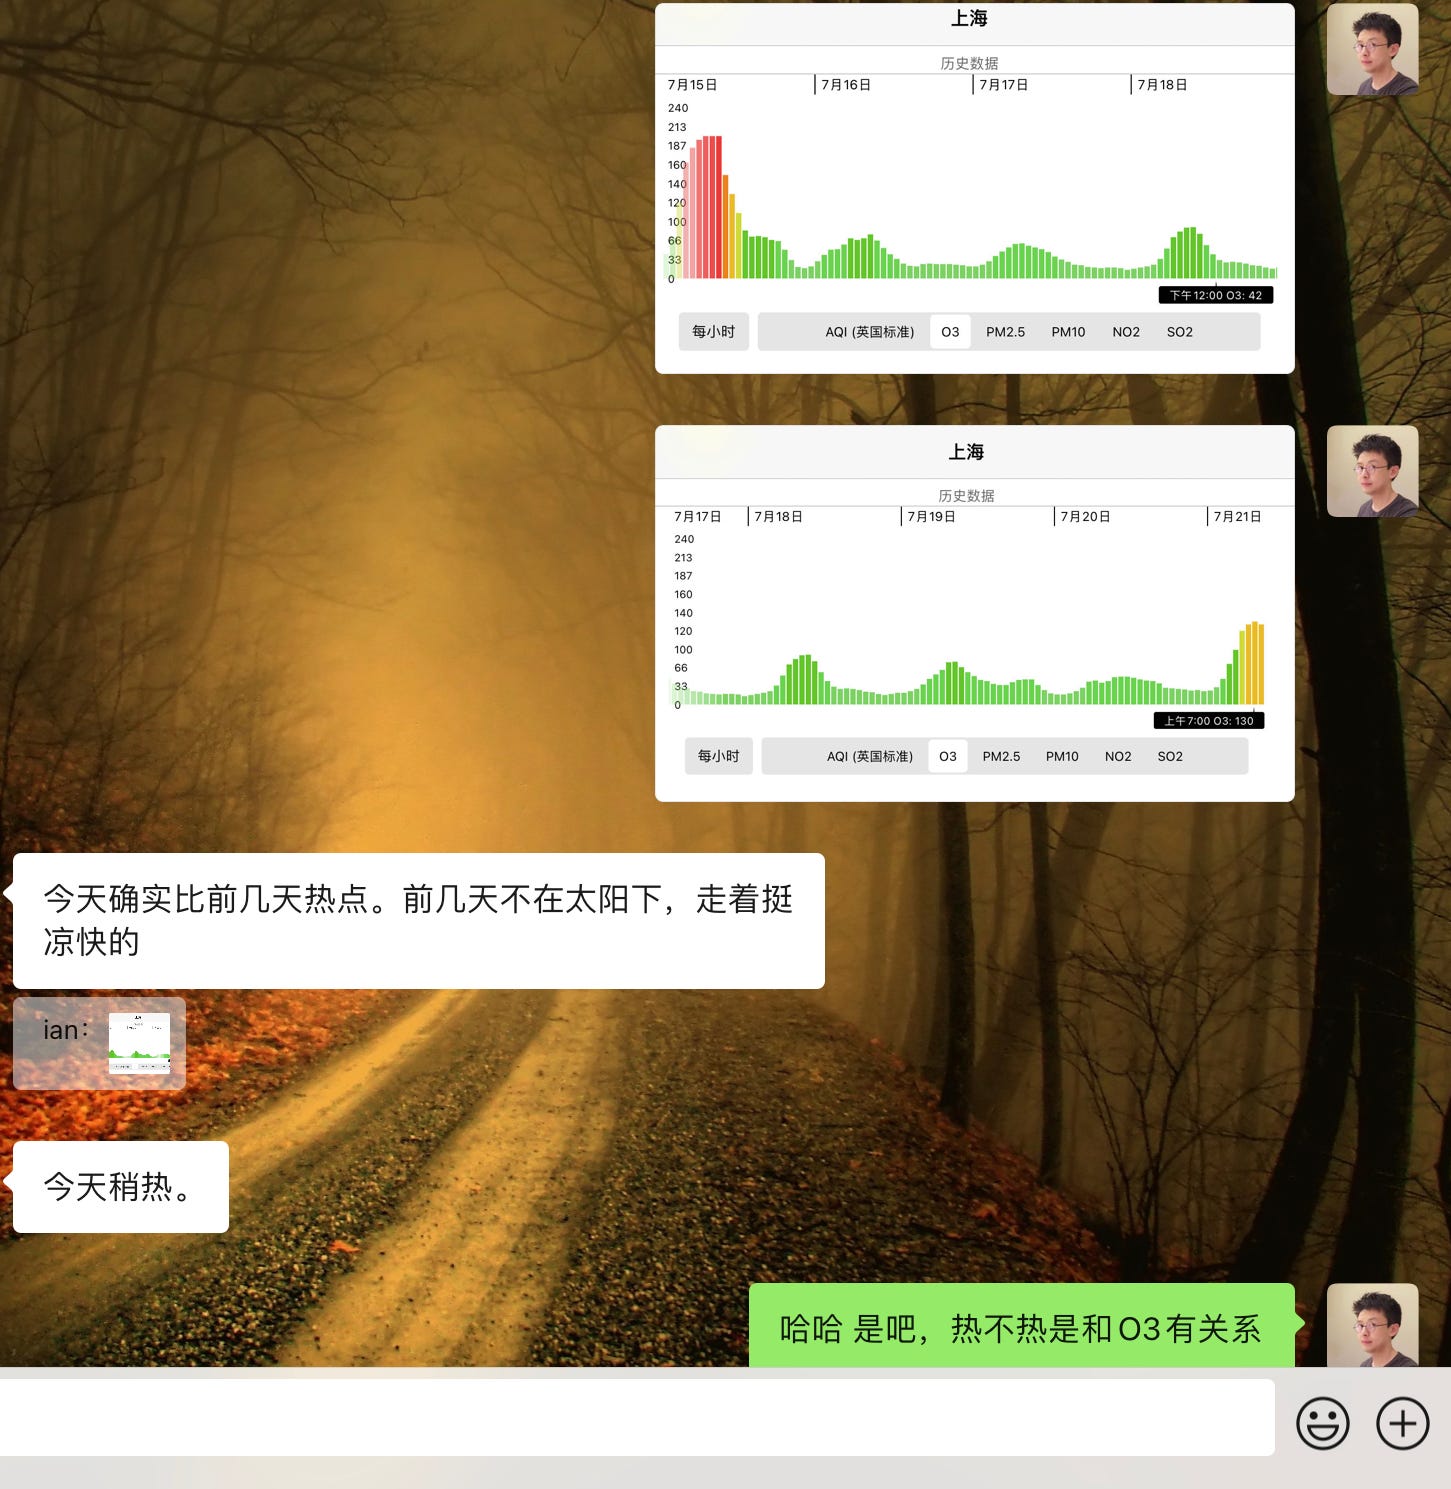 上海
历史数据
7月15日 7月16日 7月17日 7月18日
240
213
187
160
140
120
100
66
33
0
下午12:00 O3: 42
每小时 AQI (英国标准) O3 PM2.5 PM10 NO2 SO2
上海
历史数据
7月17日 7月18日 7月19日 7月20日 7月21日
240
213
187
160
140
120
100
66
33
0
上午7:00 O3: 130
每小时 AQI (英国标准) O3 PM2.5 PM10 NO2 SO2
今天确实比前几天热点。前几天不在太阳下，走着挺
凉快的
ian：
今天稍热。
哈哈 是吧，热不热是和O3有关系